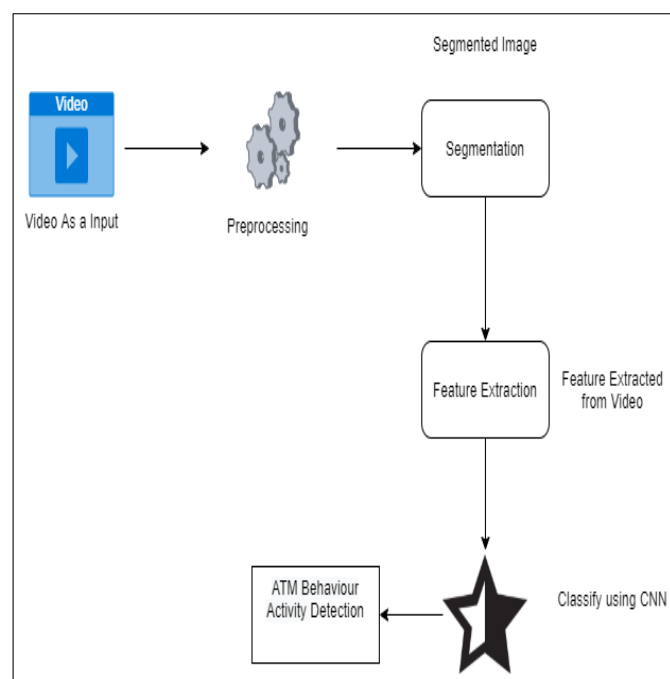 Segmented Image
Video
Segmentation
Video As a Input
Preprocessing
Feature Extraction
Feature Extracted
from Video
ATM Behaviour
Activity Detection
Classify using CNN